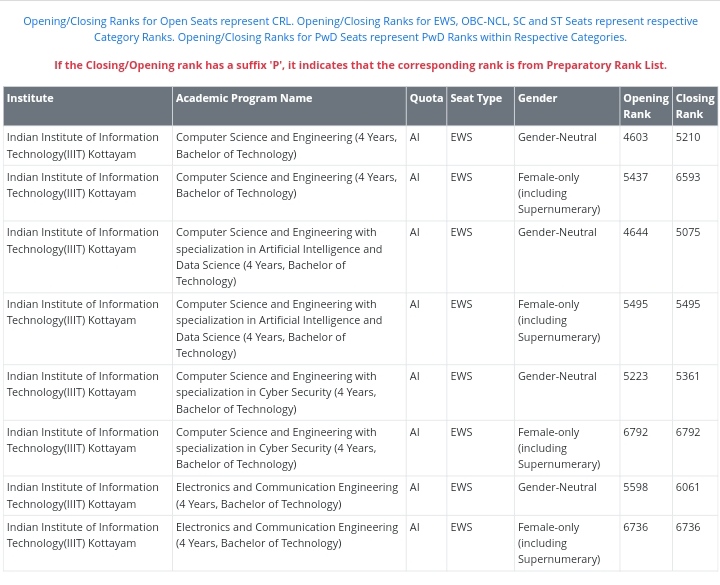 Opening/Closing Ranks for Open Seats represent CRL. Opening/Closing Ranks for EWS, OBC-NCL, SC and ST Seats represent respective
Category Ranks. Opening/Closing Ranks for PwD Seats represent PwD Ranks within Respective Categories.
If the Closing/Opening rank has a suffix 'P', it indicates that the corresponding rank is from Preparatory Rank List.
Institute Academic Program Name Quota Seat Type Gender Opening Closing
Rank Rank
Indian Institute of Information Computer Science and Engineering (4 Years, AI EWS Gender-Neutral 4603 5210
Technology(IIIT) Kottayam Bachelor of Technology)
Indian Institute of Information Computer Science and Engineering (4 Years, AI EWS Female-only 5437 6593
Technology(IIIT) Kottayam Bachelor of Technology) (including
Supernumerary)
Indian Institute of Information Computer Science and Engineering with AI EWS Gender-Neutral 4644 5075
Technology(IIIT) Kottayam specialization in Artificial Intelligence and
Data Science (4 Years, Bachelor of
Technology)
Indian Institute of Information Computer Science and Engineering with AI EWS Female-only 5495 5495
Technology(IIIT) Kottayam specialization in Artificial Intelligence and (including
Data Science (4 Years, Bachelor of Supernumerary)
Technology)
Indian Institute of Information Computer Science and Engineering with AI EWS Gender-Neutral 5223 5361
Technology(IIIT) Kottayam specialization in Cyber Security (4 Years,
Bachelor of Technology)
Indian Institute of Information Computer Science and Engineering with AI EWS Female-only 6792 6792
Technology(IIIT) Kottayam specialization in Cyber Security (4 Years, (including
Bachelor of Technology) Supernumerary)
Indian Institute of Information Electronics and Communication Engineering AI EWS Gender-Neutral 5598 6061
Technology(IIIT) Kottayam (4 Years, Bachelor of Technology)
Indian Institute of Information Electronics and Communication Engineering AI EWS Female-only 6736 6736
Technology(IIIT) Kottayam (4 Years, Bachelor of Technology) (including
Supernumerary)